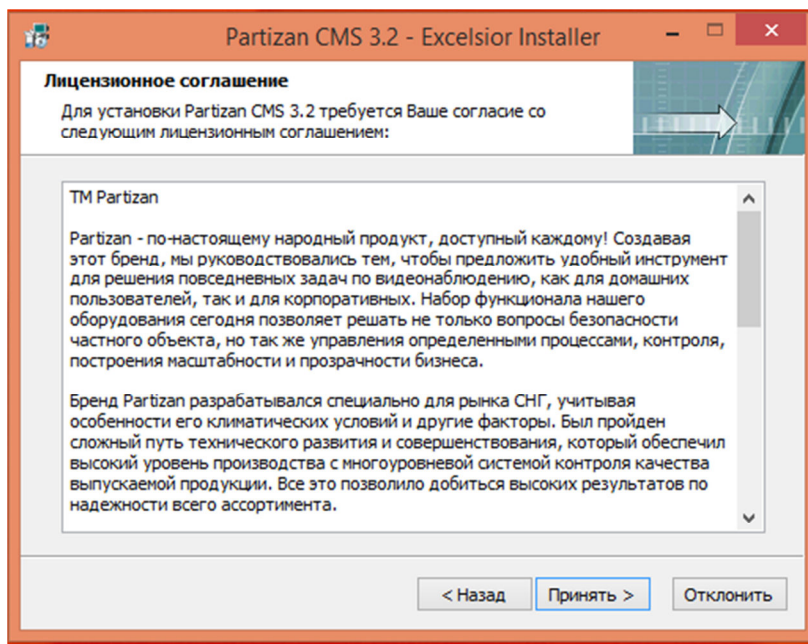 Partizan CMS 3.2 - Excelsior Installer
Лицензионное соглашение
Для установки Partizan CMS 3.2 требуется Ваше согласие со
следующим лицензионным соглашением:
TM Partizan
Partizan - по-настоящему народный продукт, доступный каждому! Создавая
этот бренд, мы руководствовались тем, чтобы предложить удобный инструмент
для решения повседневных задач по видеонаблюдению, как для домашних
пользователей, так и для корпоративных. Набор функционала нашего
оборудования сегодня позволяет решать не только вопросы безопасности
частного объекта, но так же управления определенными процессами, контроля,
построения масштабности и прозрачности бизнеса.
Бренд Partizan разрабатывался специально для рынка СНГ, учитывая
особенности его климатических условий и другие факторы. Был пройден
сложный путь технического развития и совершенствования, который обеспечил
высокий уровень производства с многоуровневой системой контроля качества
выпускаемой продукции. Все это позволило добиться высоких результатов по
надежности всего ассортимента.
< Назад
Принять >
Отклонить